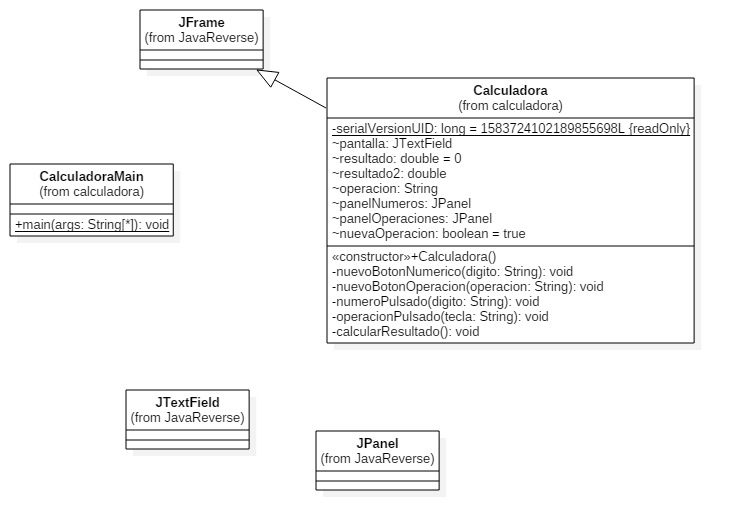 JFrame
(from JavaReverse)
Calculadora
(from calculadora)
-serialVersionUID: long = 1583724102189855698L {readOnly}
~pantalla: JTextField
~resultado: double = 0
~resultado2: double
~operacion: String
~panelNumeros: JPanel
~panelOperaciones: JPanel
~nuevaOperacion: boolean = true
«constructor»+Calculadora()
-nuevoBotonNumerico(digito: String): void
-nuevoBotonOperacion(operacion: String): void
-numeroPulsado(digito: String): void
-operacionPulsado(tecla: String): void
-calcularResultado(): void
CalculadoraMain
(from calculadora)
+main(args: String[*]): void
JTextField
(from JavaReverse)
JPanel
(from JavaReverse)